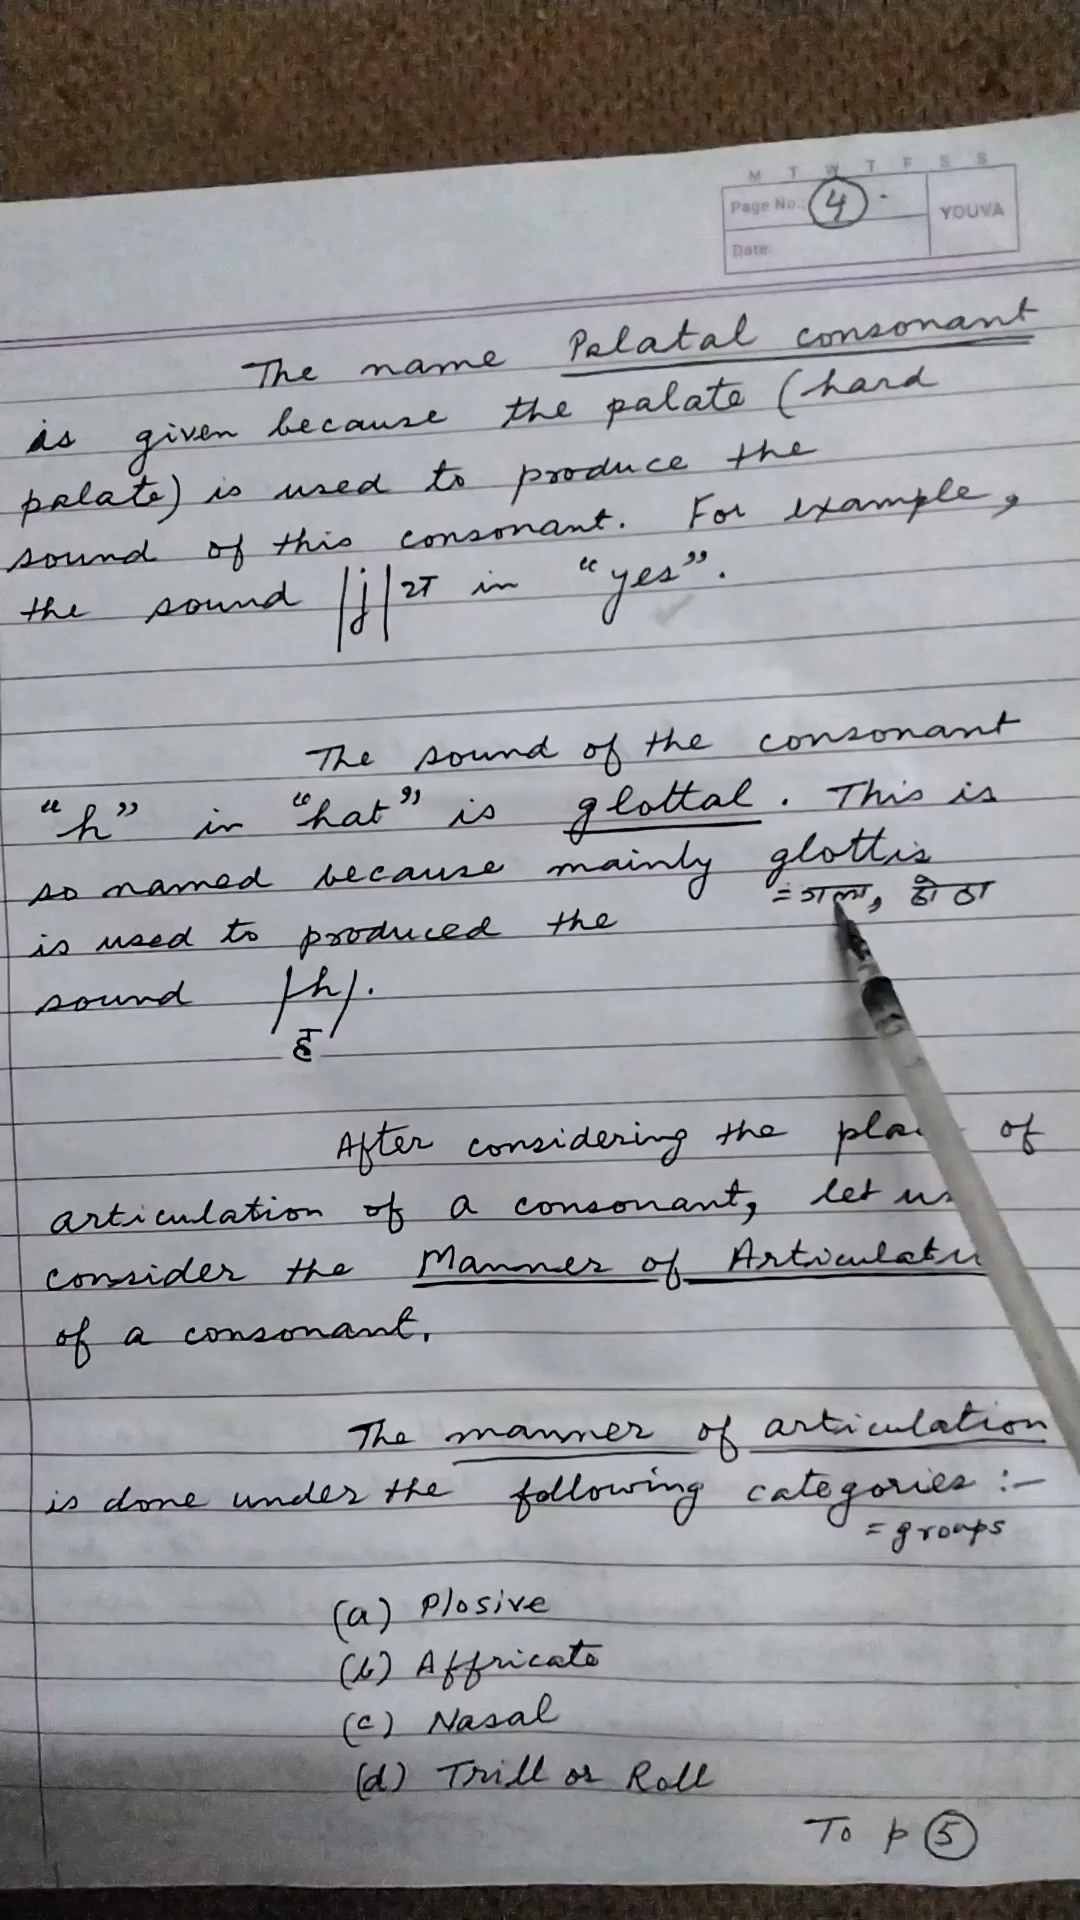 M T W T F S S
Page No.: 4 .
YOUVA
Date:
The name Palatal consonant
is given because the palate (hard
palate) is used to produce the
sound of this consonant. For example,
the sound /j/ य in "yes".
The sound of the consonant
"h" in "hat" is glottal. This is
so named because mainly glottis
= गला,
is used to produced the
sound /h/.
ह
After considering the of
articulation of a consonant, let
consider the Manner of
of a consonant.
The manner of articulation
is done under the following categories :-
= groups
(a) Plosive
(b) Affricate
(c) Nasal
(d) Trill or Roll
To p 5